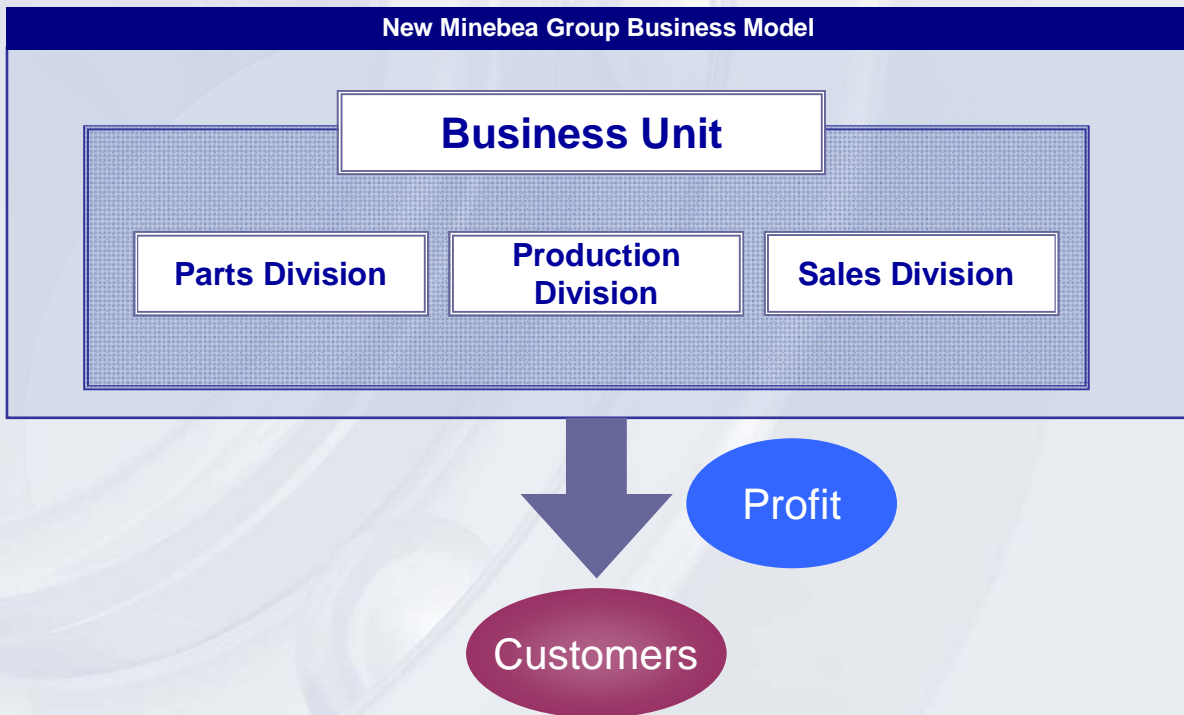 New Minebea Group Business Model
Business Unit
Parts Division
Production
Division
Sales Division
Profit
Customers